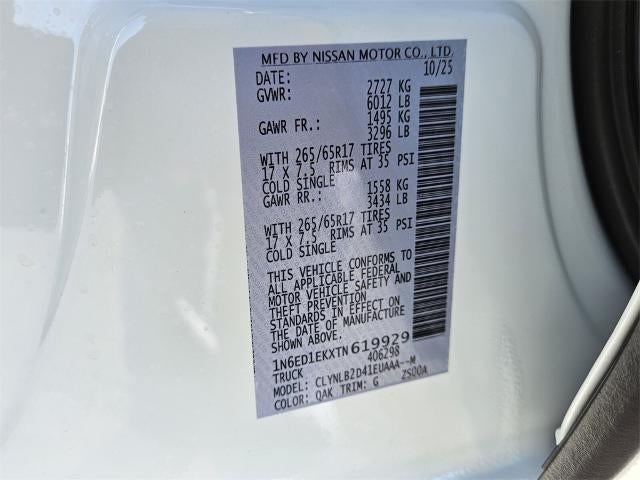 MFD BY NISSAN MOTOR CO., LTD.
DATE: 10/25
GVWR: 2727 KG
6012 LB
GAWR FR.: 1495 KG
3296 LB
WITH 265/65R17 TIRES
17 X 7.5 RIMS AT 35 PSI
COLD SINGLE
GAWR RR.: 1558 KG
3434 LB
WITH 265/65R17 TIRES
17 X 7.5 RIMS AT 35 PSI
COLD SINGLE
THIS VEHICLE CONFORMS TO
ALL APPLICABLE FEDERAL
MOTOR VEHICLE SAFETY AND
THEFT PREVENTION
STANDARDS IN EFFECT ON
THE DATE OF MANUFACTURE
SHOWN ABOVE.
1N6ED1EKXTN619929
TRUCK 406298
MODEL: CLYNLB2D41EUAAA--M
COLOR: QAK TRIM: G 2S00A